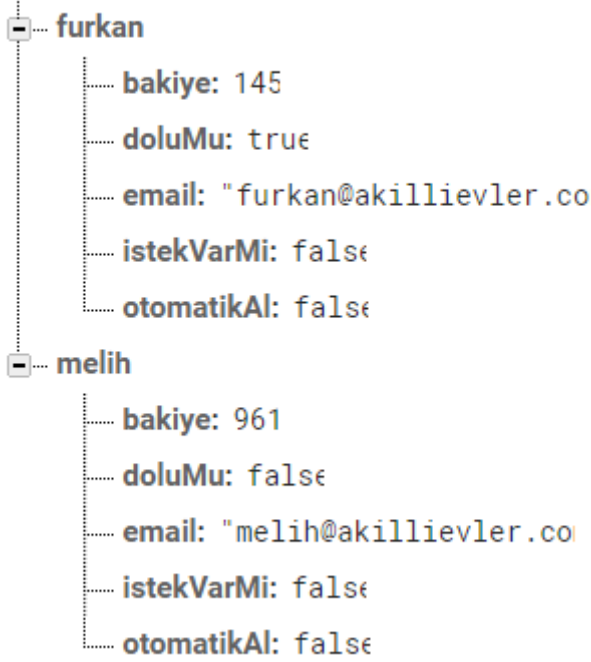 furkan
bakiye: 145
doluMu: true
email: "furkan@akillievler.co
istekVarMi: false
otomatikAl: false
melih
bakiye: 961
doluMu: false
email: "melih@akillievler.co
istekVarMi: false
otomatikAl: false